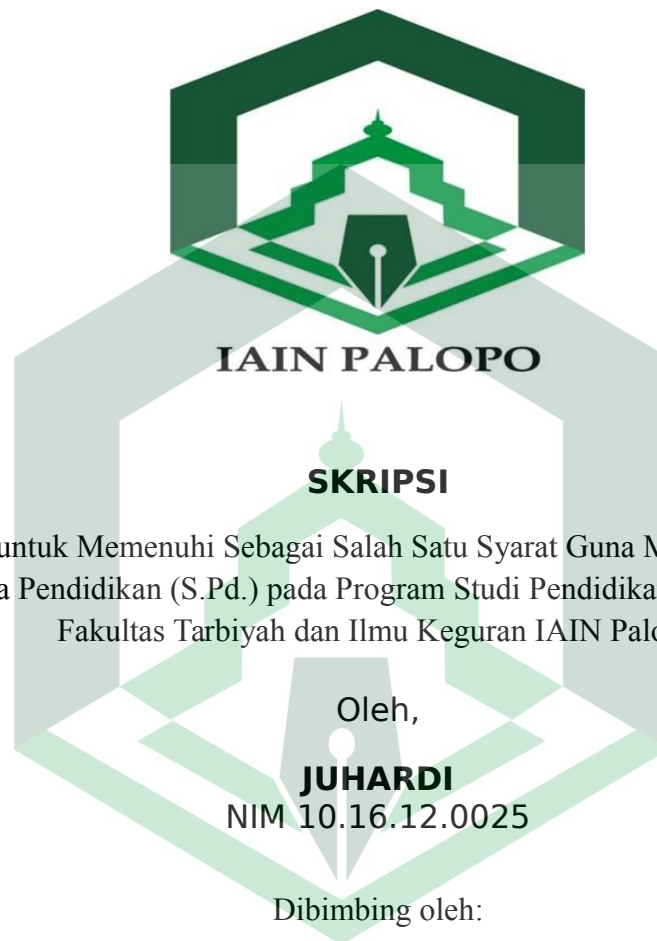 IAIN PALOPO
SKRIPSI
untuk Memenuhi Sebagai Salah Satu Syarat Guna M
a Pendidikan (S.Pd.) pada Program Studi Pendidika
Fakultas Tarbiyah dan Ilmu Keguran IAIN Palo
Oleh,
JUHARDI
NIM 10.16.12.0025
Dibimbing oleh: